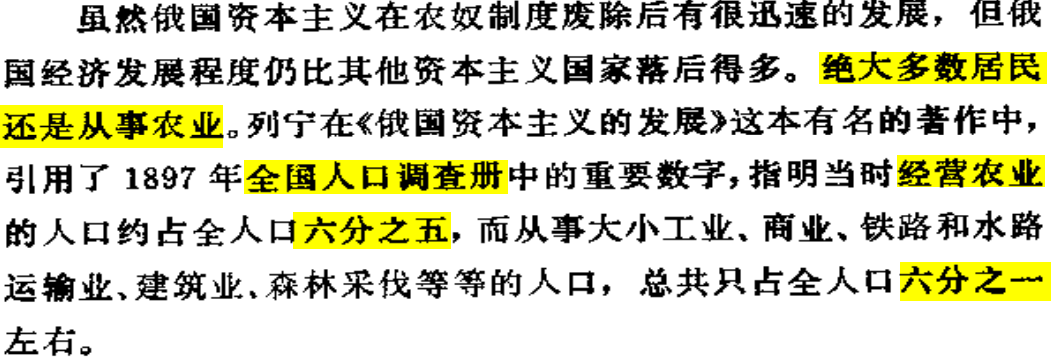 虽然俄国资本主义在农奴制度废除后有很迅速的发展，但俄
国经济发展程度仍比其他资本主义国家落后得多。绝大多数居民
还是从事农业。列宁在《俄国资本主义的发展》这本有名的著作中，
引用了 1897 年全国人口调查册中的重要数字，指明当时经营农业
的人口约占全人口六分之五，而从事大小工业、商业、铁路和水路
运输业、建筑业、森林采伐等等的人口，总共只占全人口六分之一
左右。